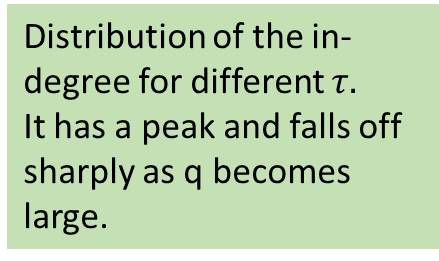 Distribution of the in-
degree for different τ.
It has a peak and falls off
sharply as q becomes
large.